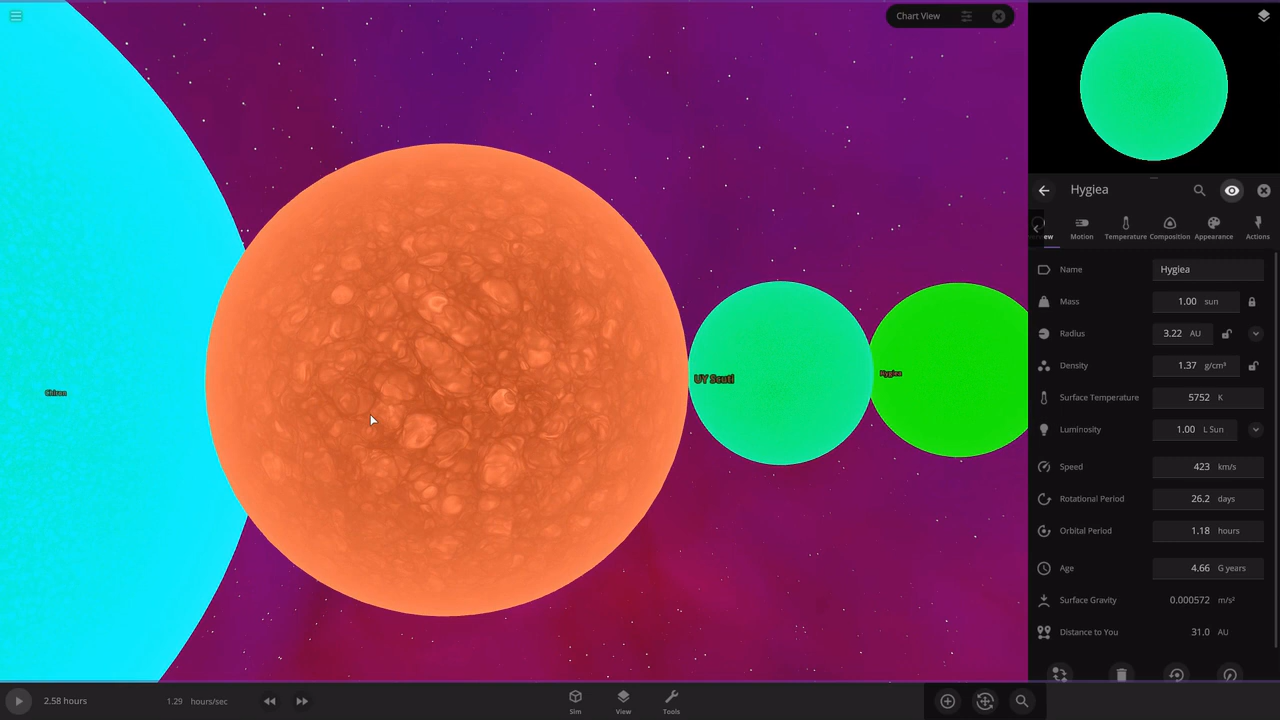 Chart View
Chiron
UY Scuti
Hygiea
Hygiea
Motion
Temperature
Composition
Appearance
Actions
Name
Hygiea
Mass
1.00 sun
Radius
3.22 AU
Density
1.37 g/cm³
Surface Temperature
5752 K
Luminosity
1.00 L Sun
Speed
423 km/s
Rotational Period
26.2 days
Orbital Period
1.18 hours
Age
4.66 G years
Surface Gravity
0.000572 m/s²
Distance to You
31.0 AU
2.58 hours
1.29 hours/sec
Sim
View
Tools